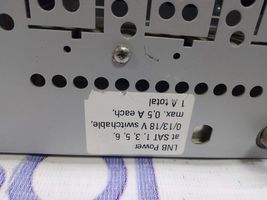 LNB Power
at SAT 1, 3, 5, 6,
0/13/18 V switchable,
max. 0,5 A each,
1 A total